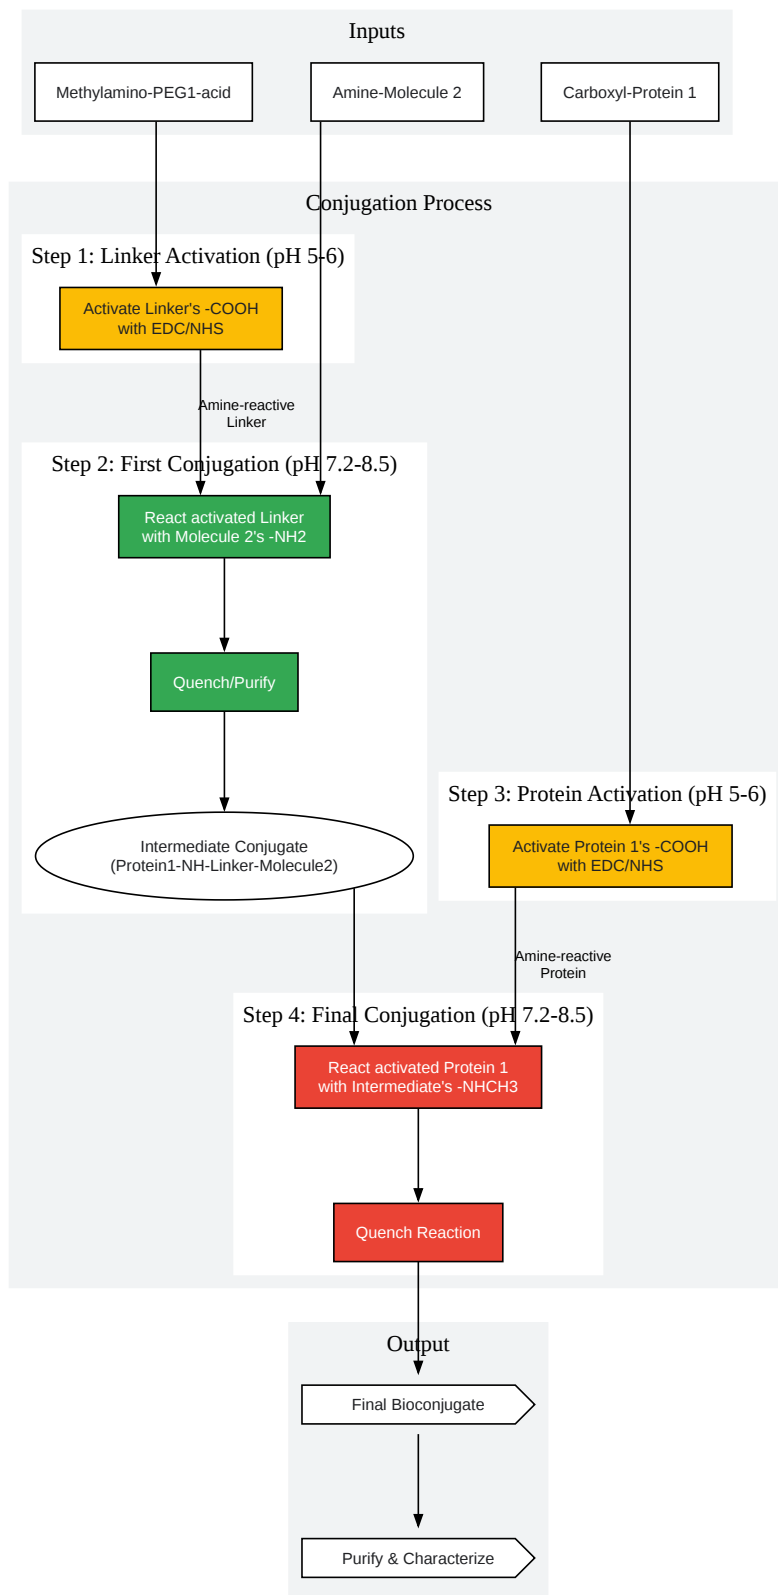 Inputs
Methylamino-PEG1-acid
Amine-Molecule 2
Carboxyl-Protein 1
Conjugation Process
Step 1: Linker Activation (pH 5-6)
Activate Linker's -COOH
with EDC/NHS
Amine-reactive
Linker
Step 2: First Conjugation (pH 7.2-8.5)
React activated Linker
with Molecule 2's -NH2
Quench/Purify
Intermediate Conjugate
(Protein1-NH-Linker-Molecule2)
Step 3: Protein Activation (pH 5-6)
Activate Protein 1's -COOH
with EDC/NHS
Amine-reactive
Protein
Step 4: Final Conjugation (pH 7.2-8.5)
React activated Protein 1
with Intermediate's -NHCH3
Quench Reaction
Output
Final Bioconjugate
Purify & Characterize